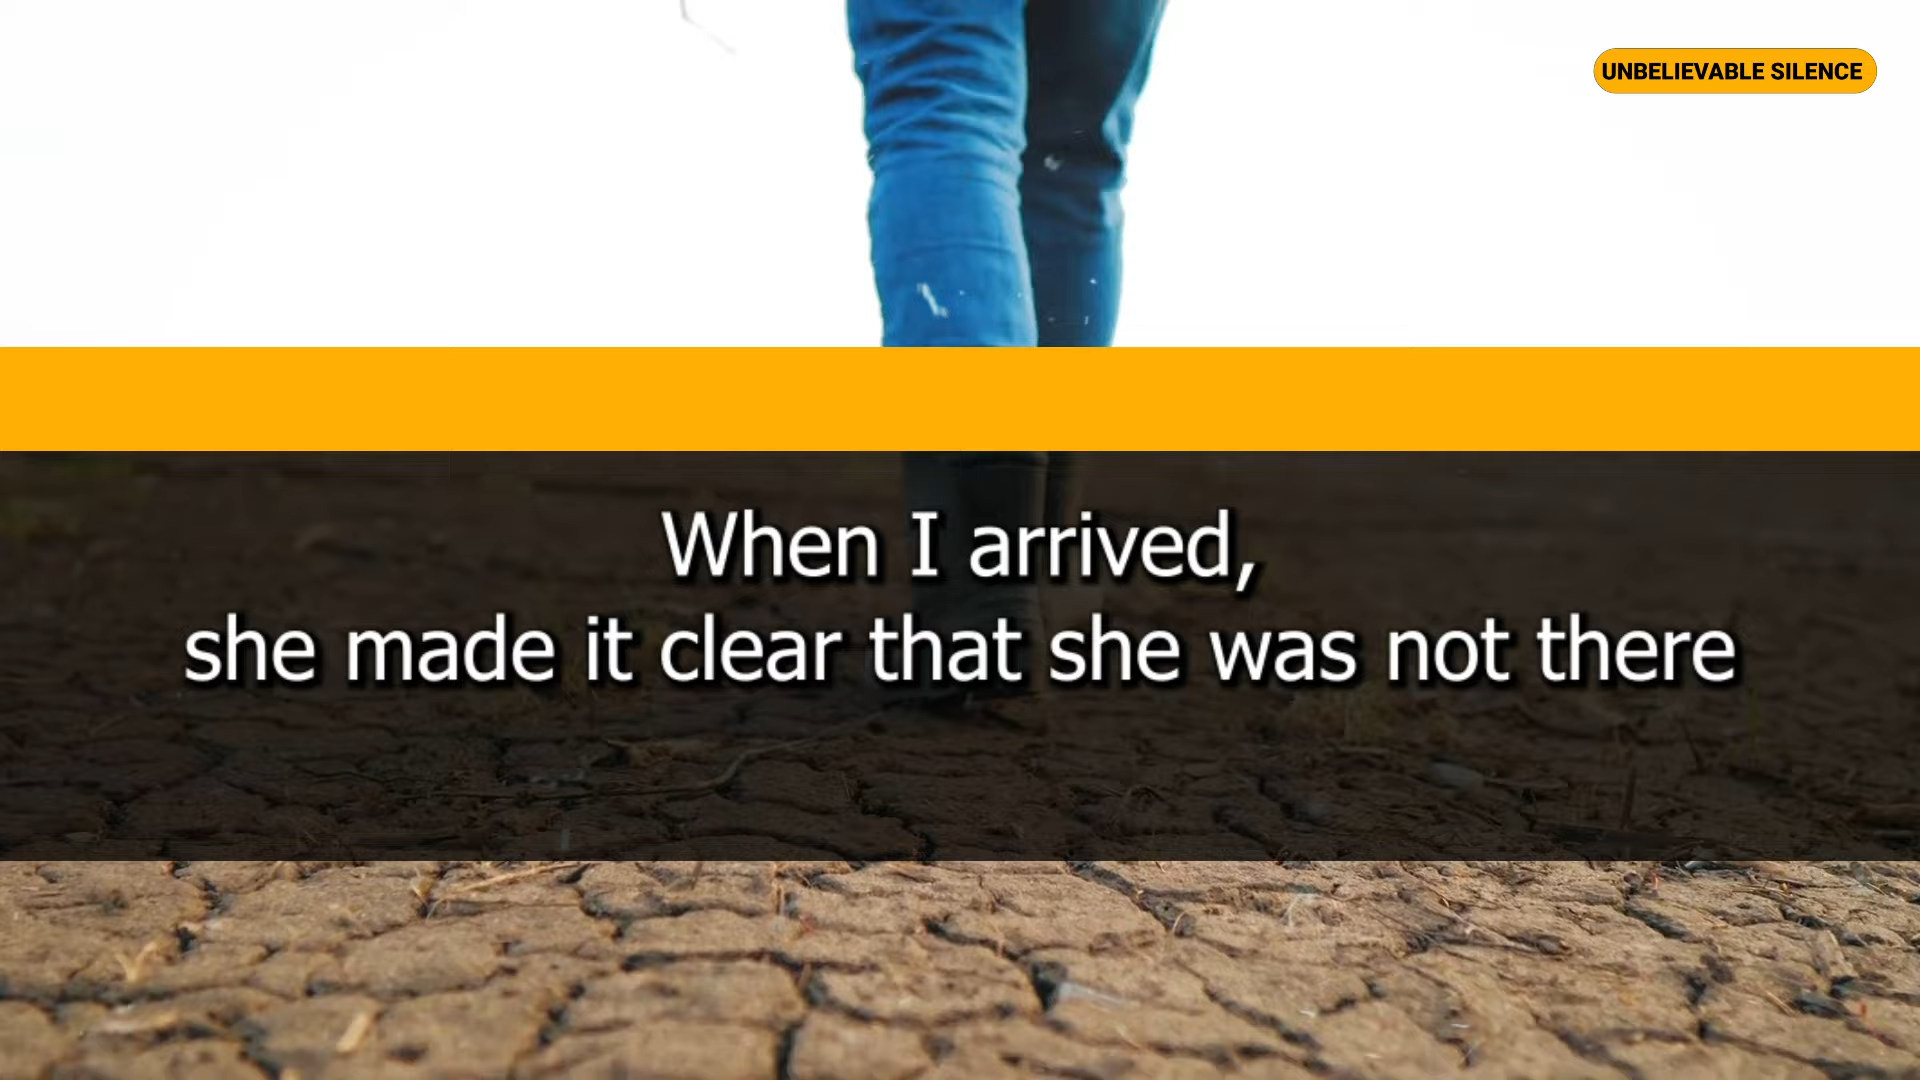 UNBELIEVABLE SILENCE
When I arrived,
she made it clear that she was not there